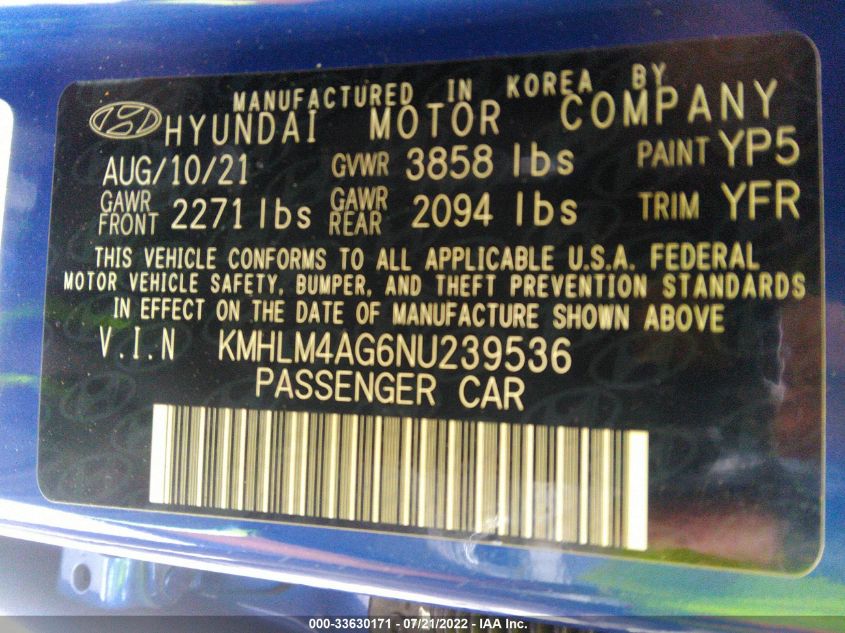 MANUFACTURED IN KOREA BY
HYUNDAI MOTOR COMPANY
AUG/10/21 GVWR 3858 lbs PAINT YP5
GAWR FRONT 2271 lbs GAWR REAR 2094 lbs TRIM YFR
THIS VEHICLE CONFORMS TO ALL APPLICABLE U.S.A. FEDERAL
MOTOR VEHICLE SAFETY, BUMPER, AND THEFT PREVENTION STANDARDS
IN EFFECT ON THE DATE OF MANUFACTURE SHOWN ABOVE
V.I.N KMHLM4AG6NU239536
PASSENGER CAR
000-33630171 - 07/21/2022 - IAA Inc.